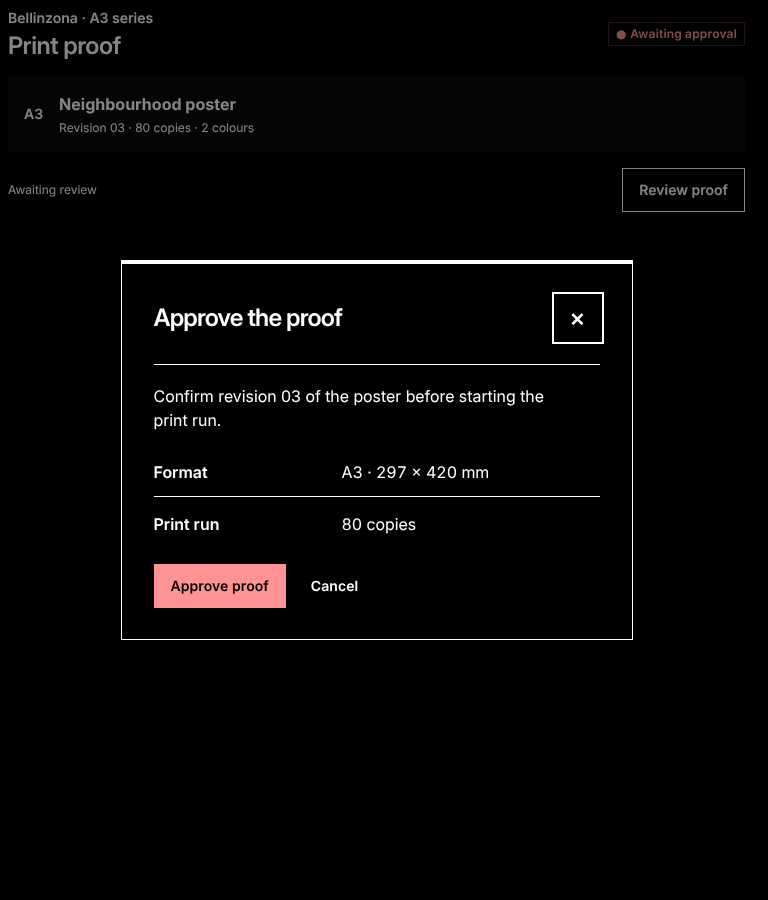 Bellinzona · A3 series
Print proof
Awaiting approval
A3
Neighbourhood poster
Revision 03 · 80 copies · 2 colours
Awaiting review
Review proof
Approve the proof
×
Confirm revision 03 of the poster before starting the
print run.
Format
A3 · 297 × 420 mm
Print run
80 copies
Approve proof
Cancel